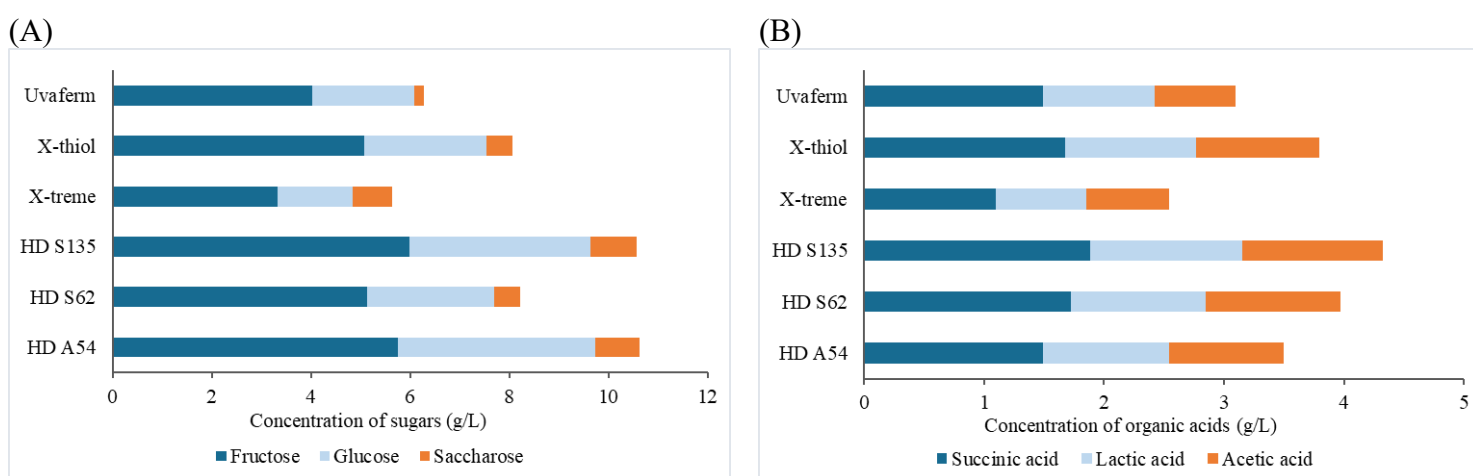 (A)
Uvaferm
X-thiol
X-treme
HD S135
HD S62
HD A54
0 2 4 6 8 10 12
Concentration of sugars (g/L)
Fructose Glucose Saccharose
(B)
Uvaferm
X-thiol
X-treme
HD S135
HD S62
HD A54
0 1 2 3 4 5
Concentration of organic acids (g/L)
Succinic acid Lactic acid Acetic acid